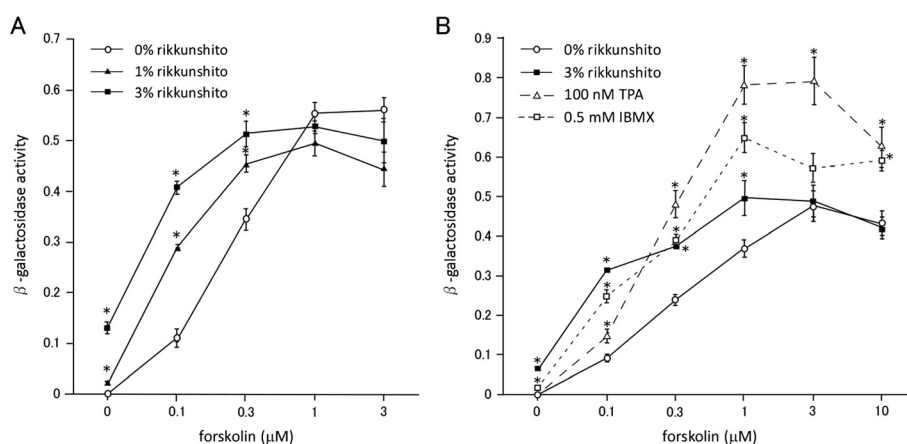 A
0% rikkunshito
1% rikkunshito
3% rikkunshito
0.7
0.6
0.5
0.4
0.3
0.2
0.1
0
β-galactosidase activity
0 0.1 0.3 1 3
forskolin (μM)
* * * * * *
B
0% rikkunshito
3% rikkunshito
100 nM TPA
0.5 mM IBMX
0.9
0.8
0.7
0.6
0.5
0.4
0.3
0.2
0.1
0
β-galactosidase activity
0 0.1 0.3 1 3 10
forskolin (μM)
* * * * * * * * * * * * * *